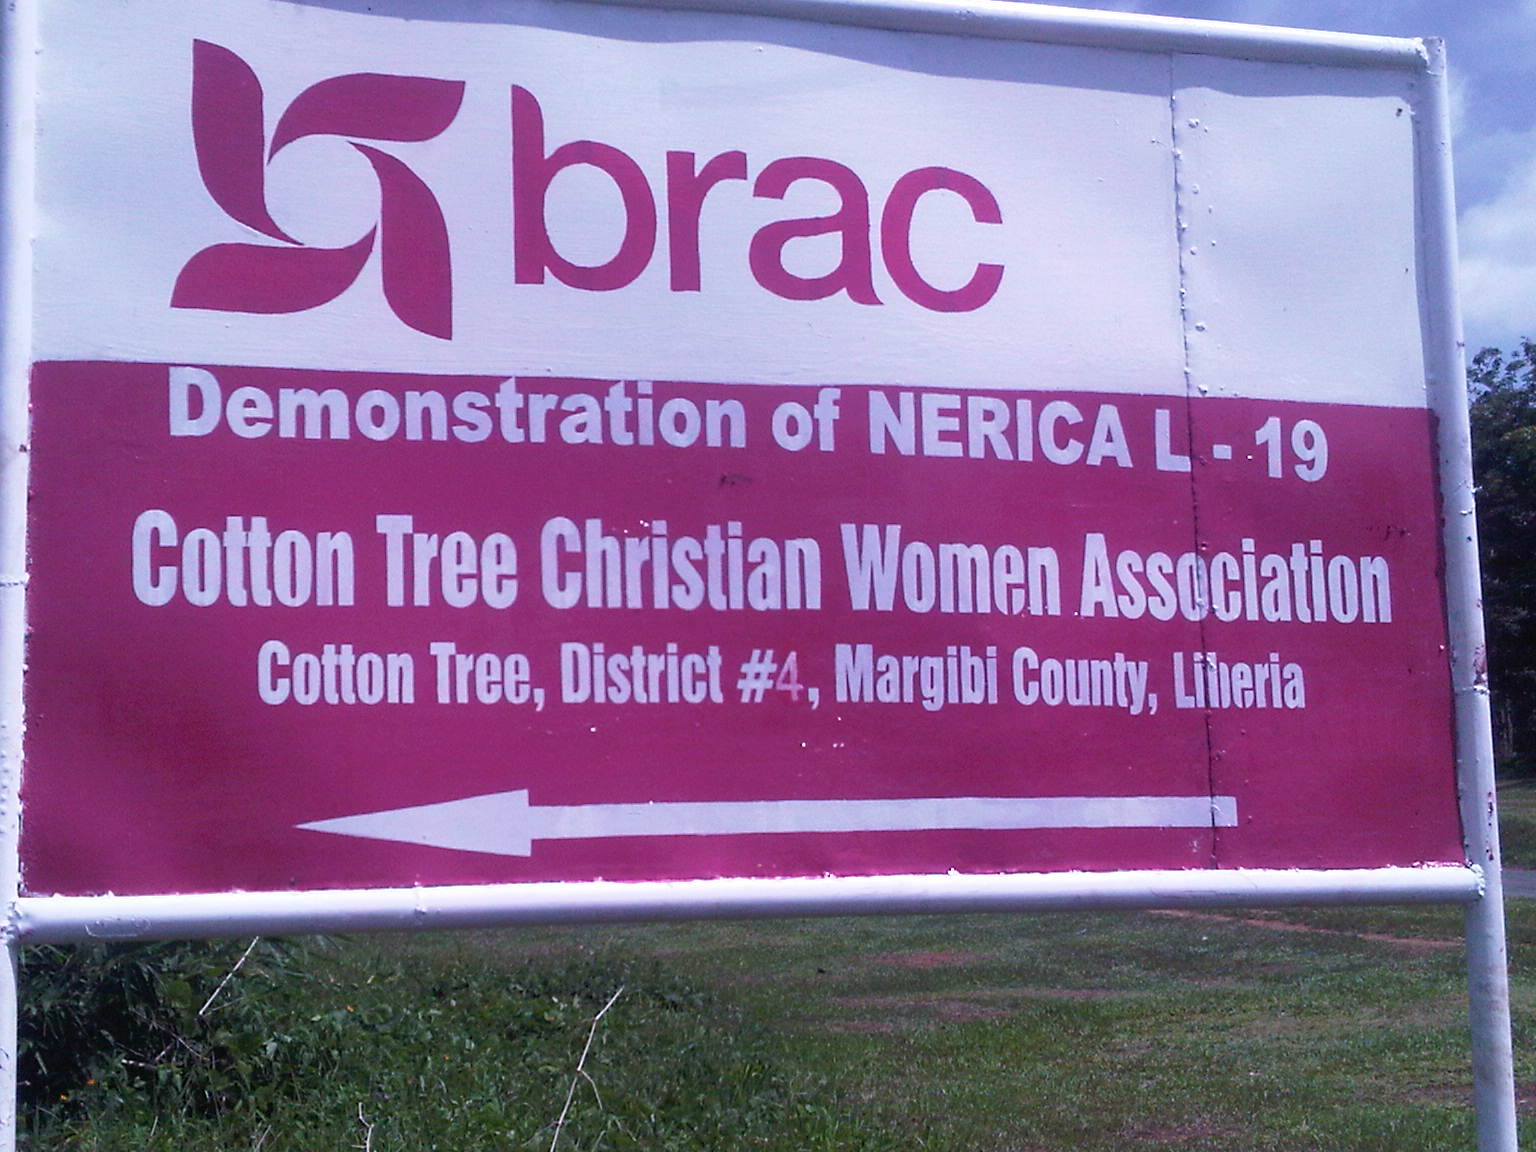 brac
Demonstration of NERICA L - 19
Cotton Tree Christian Women Association
Cotton Tree, District #4, Margibi County, Liberia